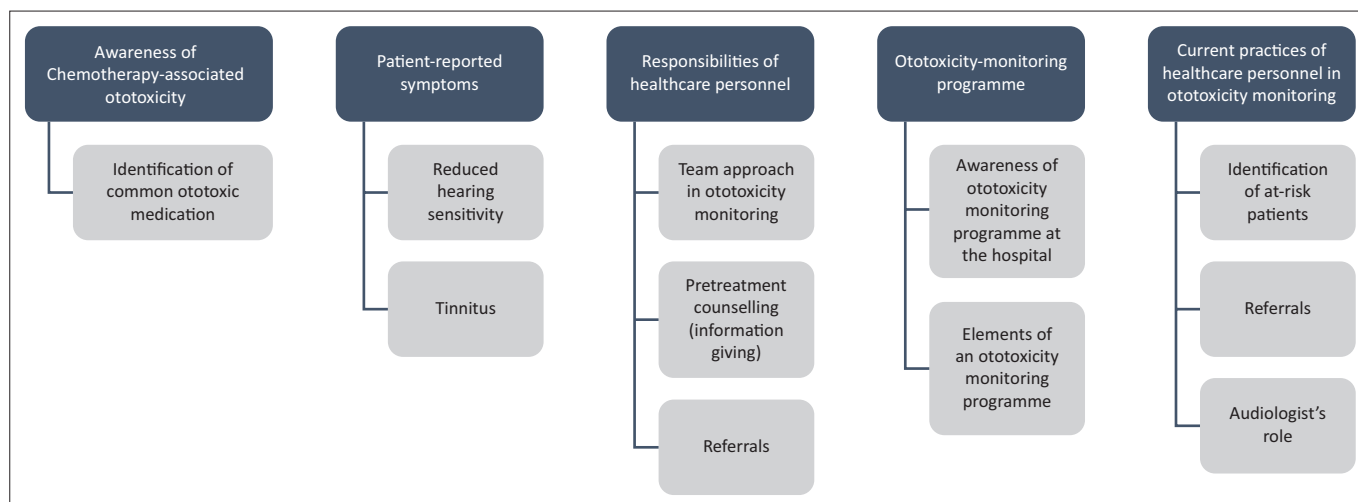 Awareness of
Chemotherapy-associated
ototoxicity
Identification of
common ototoxic
medication
Patient-reported
symptoms
Reduced
hearing
sensitivity
Tinnitus
Responsibilities of
healthcare personnel
Team approach
in ototoxicity
monitoring
Pretreatment
counselling
(information
giving)
Referrals
Ototoxicity-monitoring
programme
Awareness of
ototoxicity
monitoring
programme at
the hospital
Elements of
an ototoxicity
monitoring
programme
Current practices of
healthcare personnel in
ototoxicity monitoring
Identification
of at-risk
patients
Referrals
Audiologist’s
role